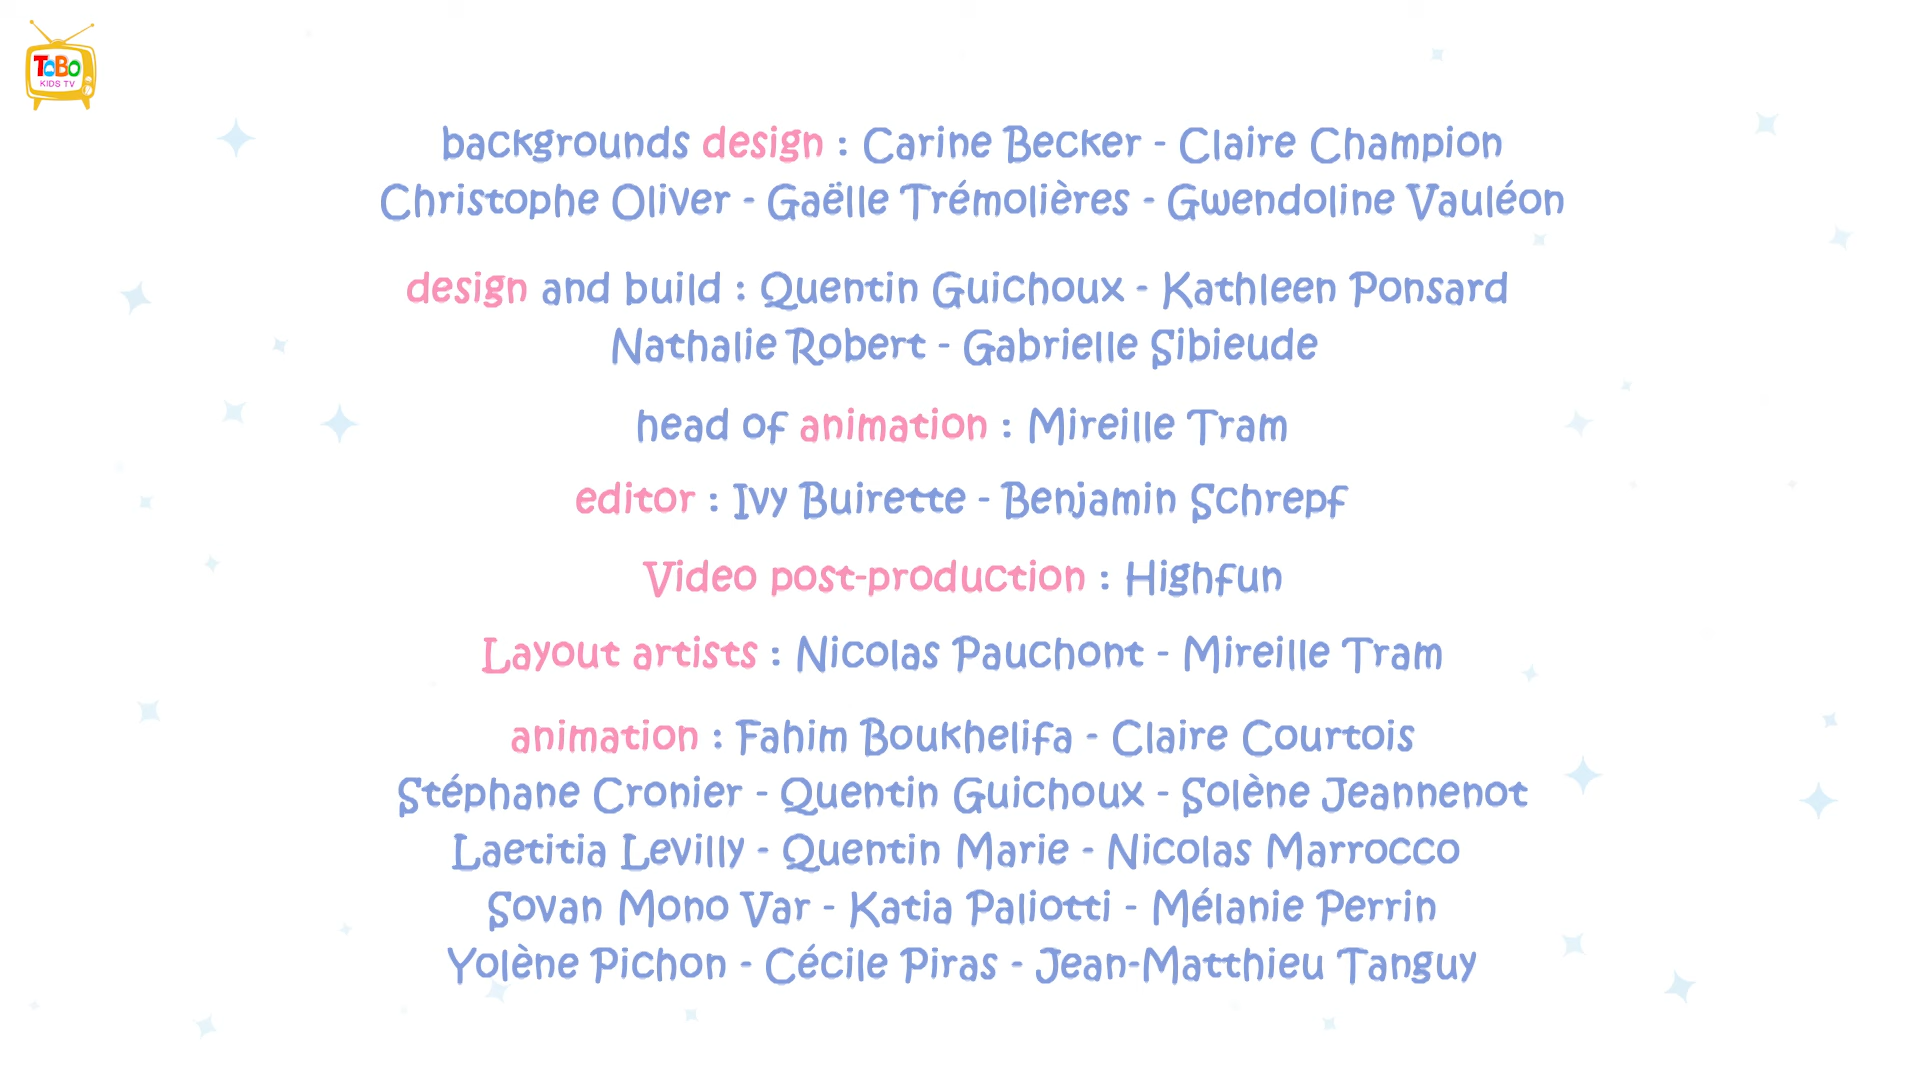 ToBo
KIDS TV
backgrounds design : Carine Becker - Claire Champion
Christophe Oliver - Gaëlle Trémolières - Gwendoline Vauléon
design and build : Quentin Guichoux - Kathleen Ponsard
Nathalie Robert - Gabrielle Sibieude
head of animation : Mireille Tram
editor : Ivy Buirette - Benjamin Schrepf
Video post-production : Highfun
Layout artists : Nicolas Pauchont - Mireille Tram
animation : Fahim Boukhelifa - Claire Courtois
Stéphane Cronier - Quentin Guichoux - Solène Jeannenot
Laetitia Levilly - Quentin Marie - Nicolas Marrocco
Sovan Mono Var - Katia Paliotti - Mélanie Perrin
Yolène Pichon - Cécile Piras - Jean-Matthieu Tanguy